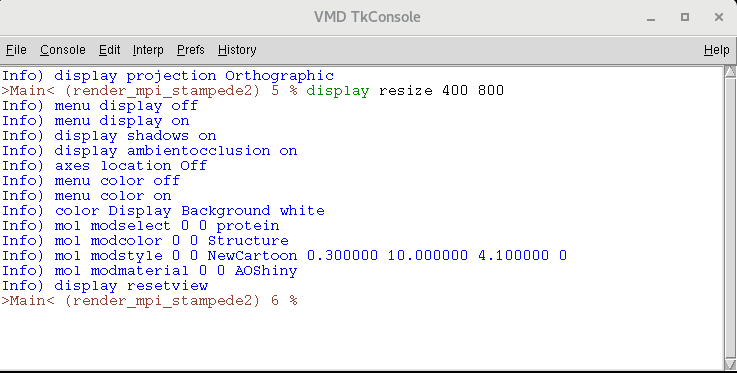 VMD TkConsole
File Console Edit Interp Prefs History Help
Info) display projection Orthographic
>Main< (render_mpi_stampede2) 5 % display resize 400 800
Info) menu display off
Info) menu display on
Info) display shadows on
Info) display ambientocclusion on
Info) axes location Off
Info) menu color off
Info) menu color on
Info) color Display Background white
Info) mol modselect 0 0 protein
Info) mol modcolor 0 0 Structure
Info) mol modstyle 0 0 NewCartoon 0.300000 10.000000 4.100000 0
Info) mol modmaterial 0 0 AOShiny
Info) display resetview
>Main< (render_mpi_stampede2) 6 %